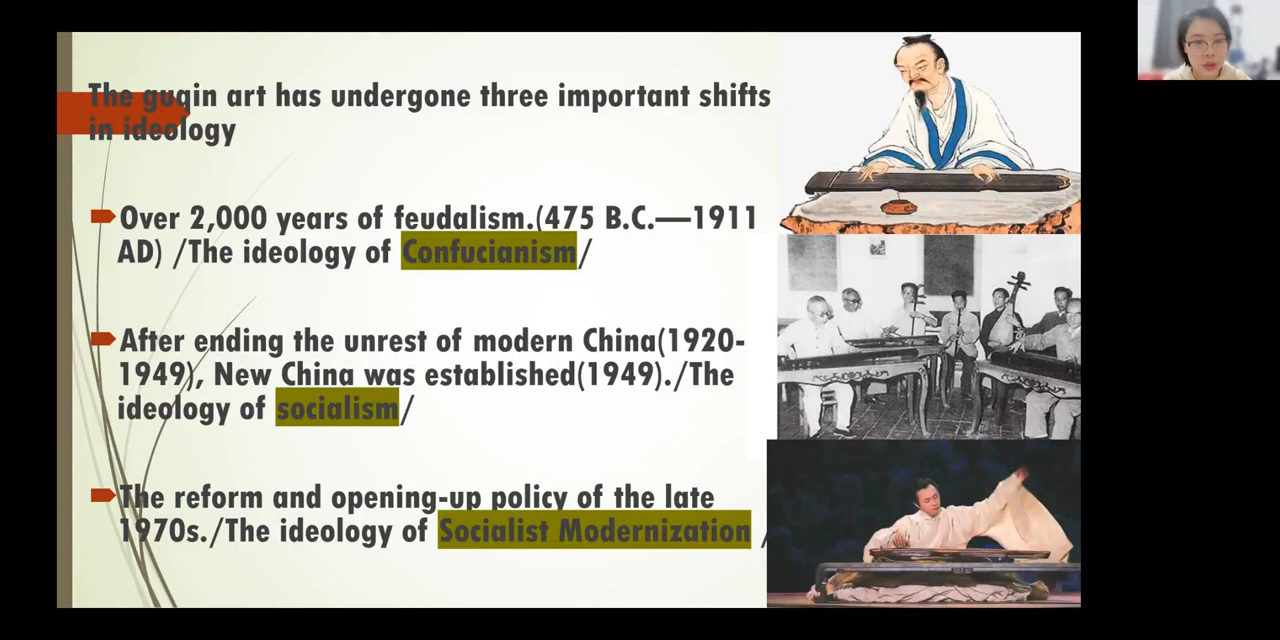 The guqin art has undergone three important shifts
in ideology
Over 2,000 years of feudalism.(475 B.C.—1911
AD) /The ideology of Confucianism/
After ending the unrest of modern China(1920-
1949), New China was established(1949)./The
ideology of socialism/
The reform and opening-up policy of the late
1970s./The ideology of Socialist Modernization /